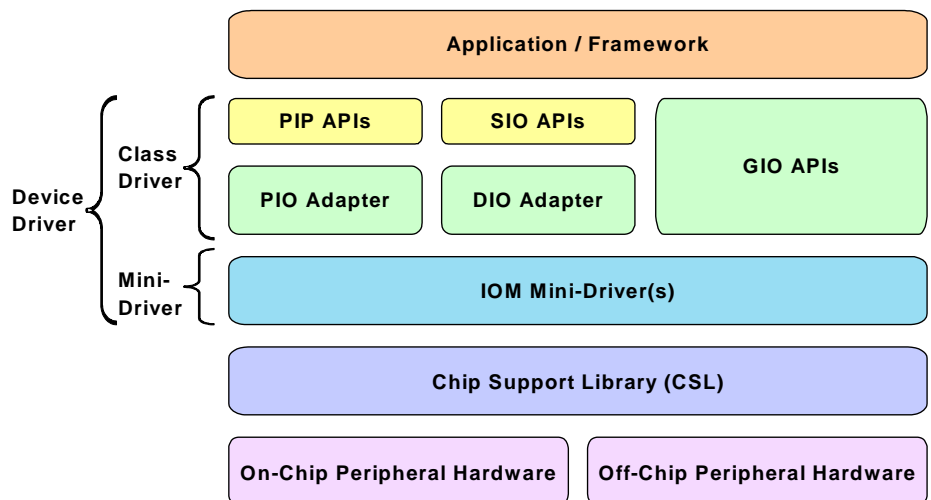 Application / Framework
PIP APIs
SIO APIs
GIO APIs
Class
Driver
PIO Adapter
DIO Adapter
Device
Driver
Mini-
Driver
IOM Mini-Driver(s)
Chip Support Library (CSL)
On-Chip Peripheral Hardware
Off-Chip Peripheral Hardware